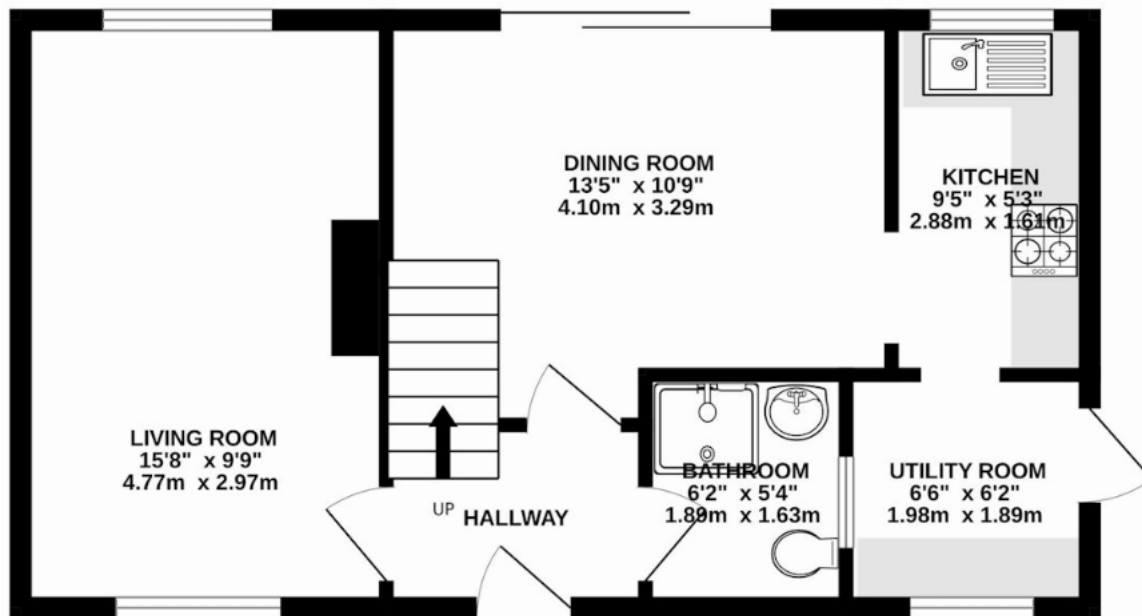 DINING ROOM
13'5" x 10'9"
4.10m x 3.29m
KITCHEN
9'5" x 5'3"
2.88m x 1.61m
LIVING ROOM
15'8" x 9'9"
4.77m x 2.97m
UP
HALLWAY
BATHROOM
6'2" x 5'4"
1.89m x 1.63m
UTILITY ROOM
6'6" x 6'2"
1.98m x 1.89m